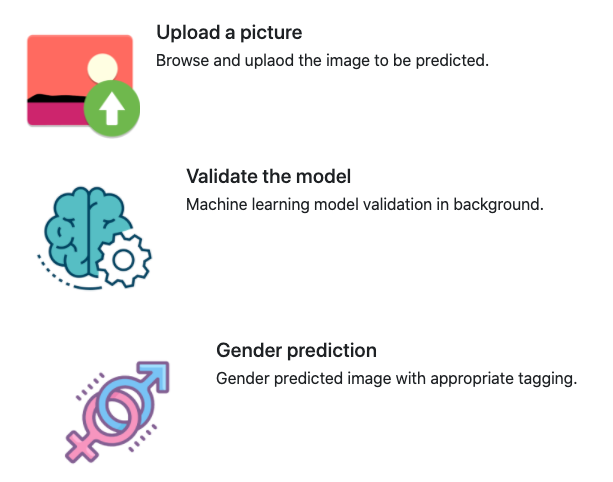 Upload a picture
Browse and uplaod the image to be predicted.
Validate the model
Machine learning model validation in background.
Gender prediction
Gender predicted image with appropriate tagging.